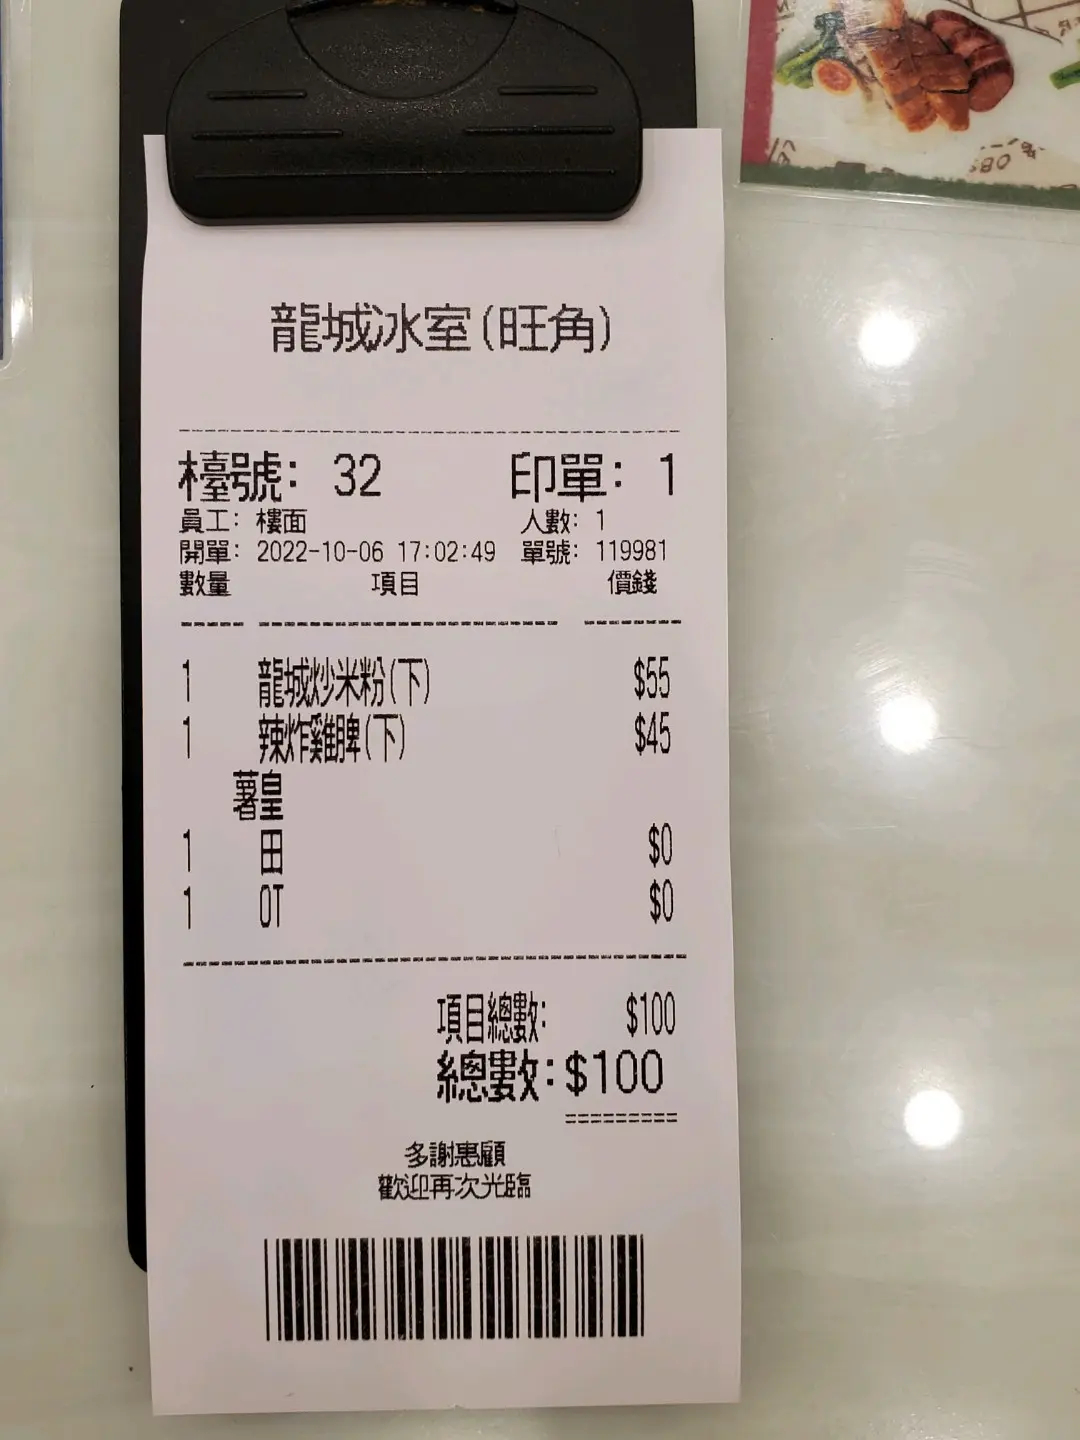 龍城冰室(旺角)
檯號: 32 印單: 1
員工: 樓面 人數: 1
開單: 2022-10-06 17:02:49 單號: 119981
數量 項目 價錢
1 龍城炒米粉(下) $55
1 辣炸雞髀(下) $45
薯皇
1 田 $0
1 OT $0
項目總數: $100
總數:$100
=========
多謝惠顧
歡迎再次光臨